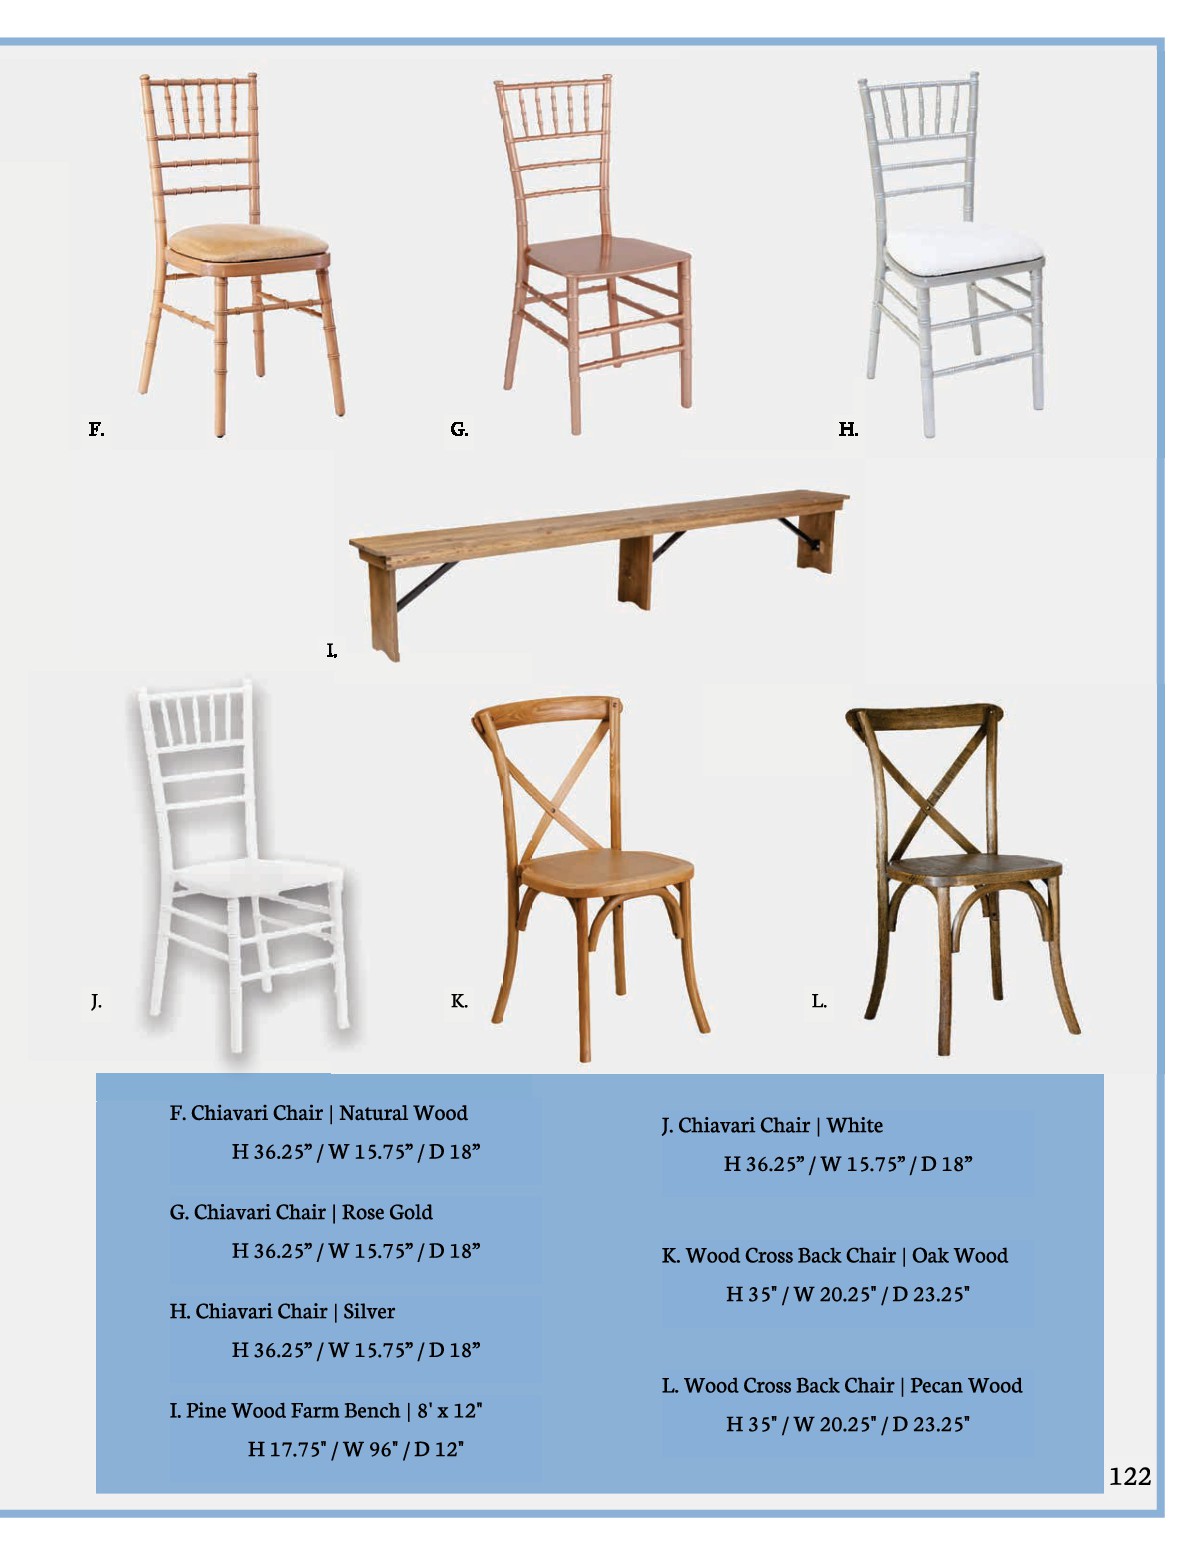 F.
G.
H.
I,
J.
K.
L.
F. Chiavari Chair | Natural Wood
H 36.25” / W 15.75” / D 18”
G. Chiavari Chair | Rose Gold
H 36.25” / W 15.75” / D 18”
H. Chiavari Chair | Silver
H 36.25” / W 15.75” / D 18”
I. Pine Wood Farm Bench | 8' x 12"
H 17.75" / W 96" / D 12"
J. Chiavari Chair | White
H 36.25” / W 15.75” / D 18”
K. Wood Cross Back Chair | Oak Wood
H 35" / W 20.25" / D 23.25"
L. Wood Cross Back Chair | Pecan Wood
H 35" / W 20.25" / D 23.25"
122